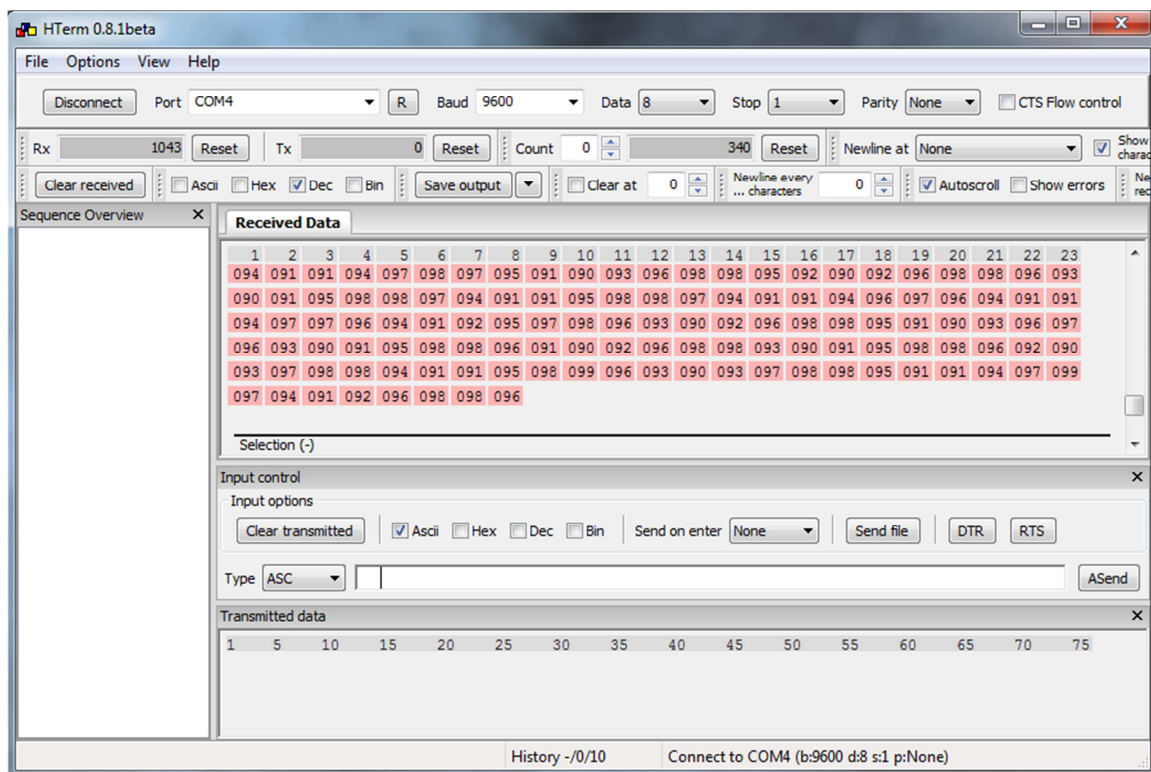 HTerm 0.8.1beta
File Options View Help
Disconnect Port COM4 R Baud 9600 Data 8 Stop 1 Parity None CTS Flow control
Rx 1043 Reset Tx 0 Reset Count 0 340 Reset Newline at None Show
charac
Clear received Ascii Hex Dec Bin Save output Clear at 0 Newline every
... characters 0 Autoscroll Show errors Ne
rec
Sequence Overview X Received Data
1 2 3 4 5 6 7 8 9 10 11 12 13 14 15 16 17 18 19 20 21 22 23
094 091 091 094 097 098 097 095 091 090 093 096 098 098 095 092 090 092 096 098 098 096 093
090 091 095 098 098 097 094 091 091 095 098 098 097 094 091 091 094 096 097 096 094 091 091
094 097 097 096 094 091 092 095 097 098 096 093 090 092 096 098 098 095 091 090 093 096 097
096 093 090 091 095 098 098 096 091 090 092 096 098 098 093 090 091 095 098 098 096 092 090
093 097 098 098 094 091 091 095 098 099 096 093 090 093 097 098 098 095 091 091 094 097 099
097 094 091 092 096 098 098 096
Selection (-)
Input control
Input options
Clear transmitted Ascii Hex Dec Bin Send on enter None Send file DTR RTS
Type ASC ASend
Transmitted data
1 5 10 15 20 25 30 35 40 45 50 55 60 65 70 75
History -/0/10 Connect to COM4 (b:9600 d:8 s:1 p:None)